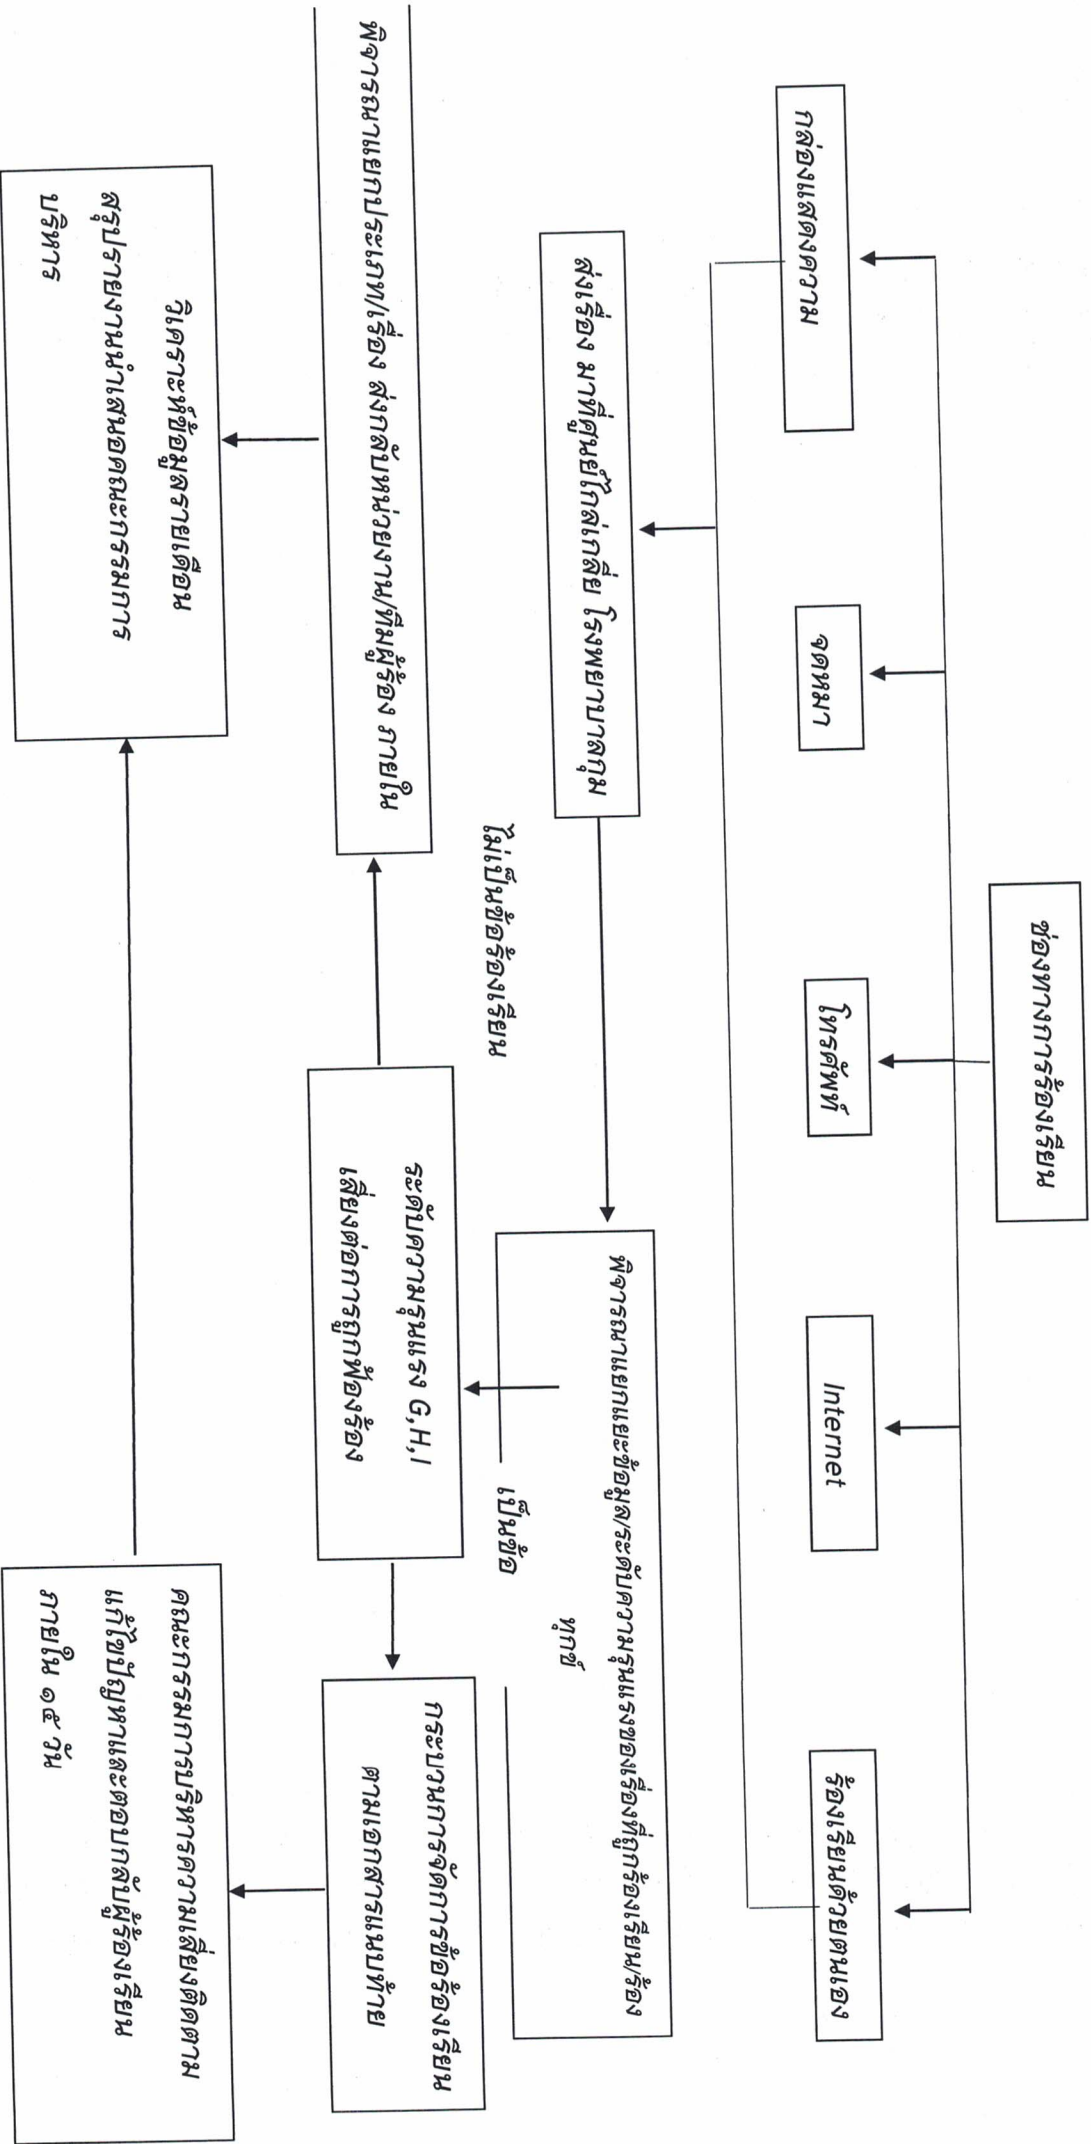 ช่องทางการร้องเรียน
กล่องแสดงความ
จดหมา
โทรศัพท์
Internet
ร้องเรียนด้วยตนเอง
ส่งเรื่อง มาที่ศูนย์ไกล่เกลี่ย โรงพยาบาลกุม
พิจารณาแยกแยะข้อมูล/ระดับความรุนแรงของเรื่องที่ถูกร้องเรียน/ร้อง
ทุกข์
ไม่เป็นข้อร้องเรียน
เป็นข้อ
พิจารณาแยกประเภท/เรื่อง ส่งกลับหน่วยงาน/ทีมผู้ร้อง ภายใน
ระดับความรุนแรง G,H,I
เสี่ยงต่อการถูกฟ้องร้อง
กระบวนการจัดการข้อร้องเรียน
ตามเอกสารแนบท้าย
วิเคราะห์ข้อมูลรายเดือน
สรุปรายงานนำเสนอคณะกรรมการ
บริหาร
คณะกรรมการบริหารความเสี่ยงติดตาม
แก้ไขปัญหาและตอบกลับผู้ร้องเรียน
ภายใน ๑๕ วัน